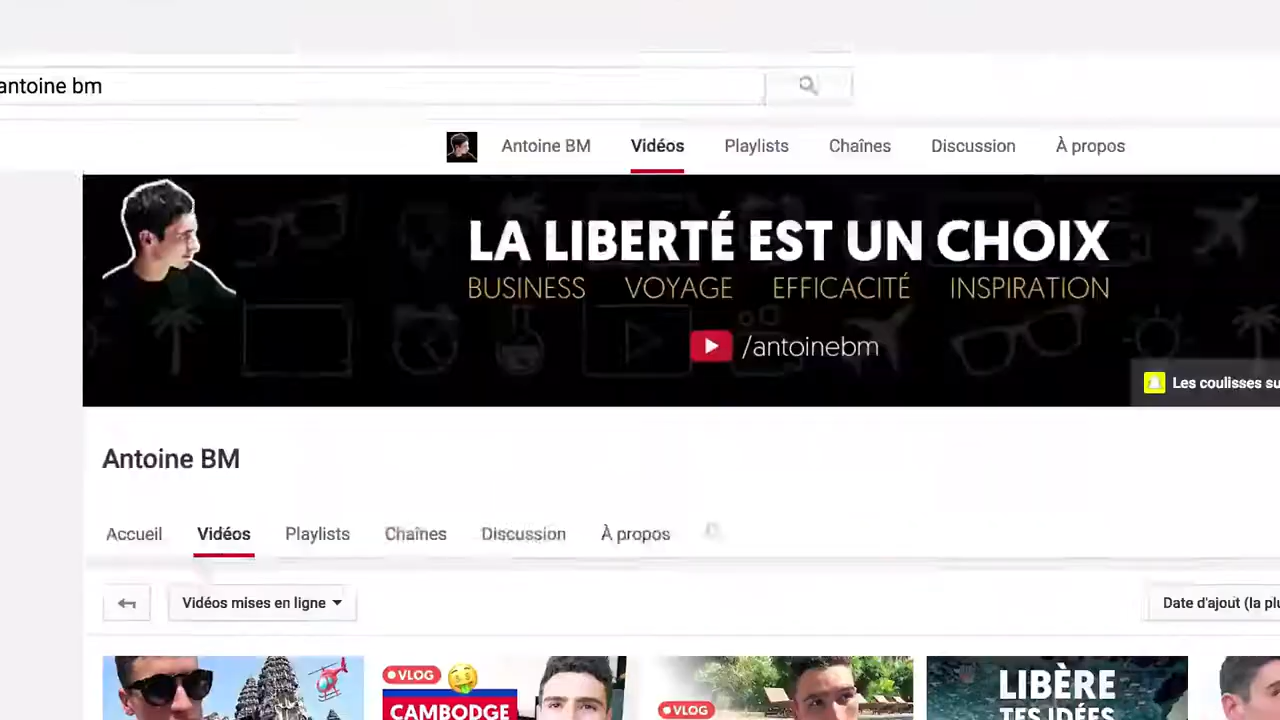 antoine bm
Antoine BM Vidéos Playlists Chaînes Discussion À propos
LA LIBERTÉ EST UN CHOIX
BUSINESS VOYAGE EFFICACITÉ INSPIRATION
/antoinebm
Les coulisses su
Antoine BM
Accueil Vidéos Playlists Chaînes Discussion À propos
Vidéos mises en ligne
Date d'ajout (la plu
VLOG
CAMBODGE
VLOG
LIBÈRE
TES IDÉES